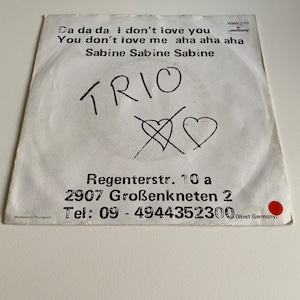 Da da da I don't love you
You don't love me aha aha aha
Sabine Sabine Sabine
TRIO
Regenterstr. 10 a
2907 Großenkneten 2
Tel: 09 - 4944352300 (West Germany)